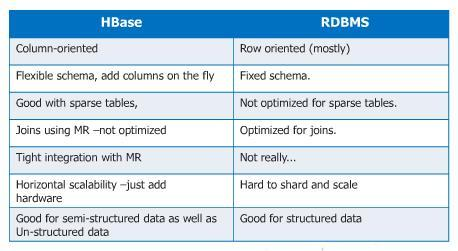 HBase RDBMS
Column-oriented Row oriented (mostly)
Flexible schema, add columns on the fly Fixed schema.
Good with sparse tables, Not optimized for sparse tables.
Joins using MR –not optimized Optimized for joins.
Tight integration with MR Not really...
Horizontal scalability –just add Hard to shard and scale
hardware
Good for semi-structured data as well as Good for structured data
Un-structured data